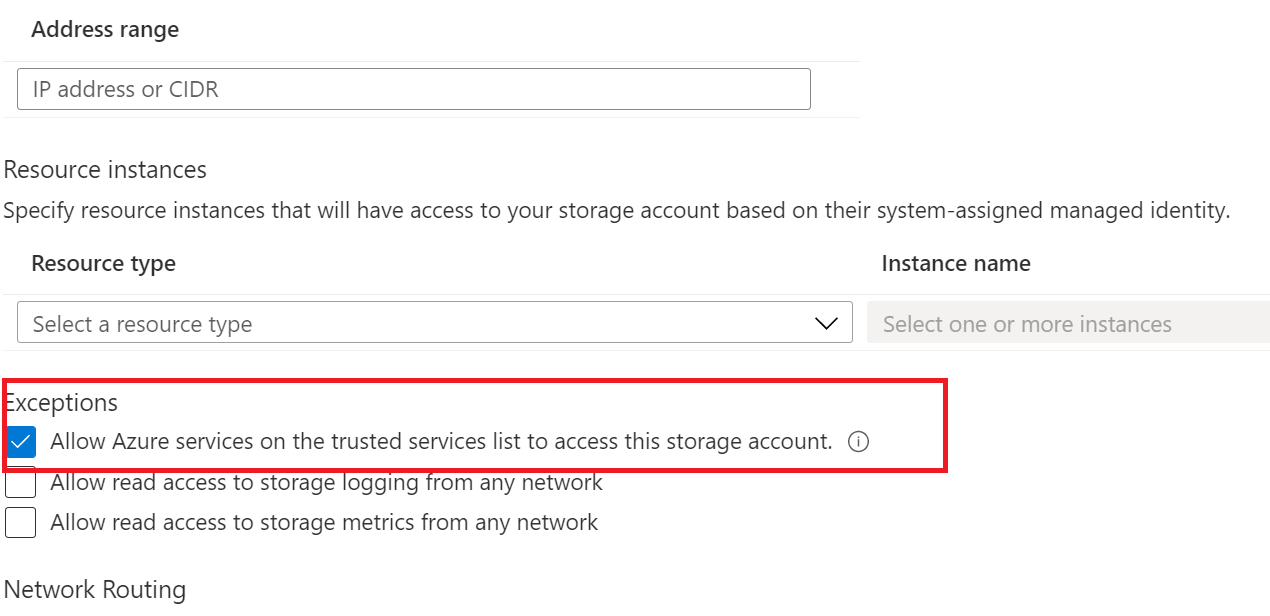 Address range
IP address or CIDR
Resource instances
Specify resource instances that will have access to your storage account based on their system-assigned managed identity.
Resource type Instance name
Select a resource type Select one or more instances
Exceptions
Allow Azure services on the trusted services list to access this storage account.
Allow read access to storage logging from any network
Allow read access to storage metrics from any network
Network Routing